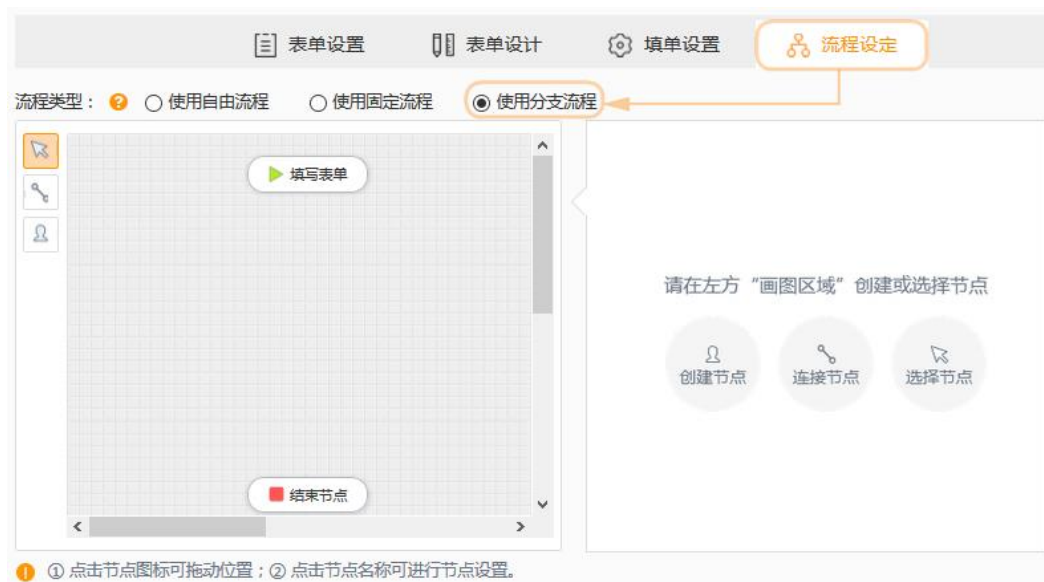 表单设置 表单设计 填单设置 流程设定
流程类型： ? 使用自由流程 使用固定流程 使用分支流程
填写表单
请在左方“画图区域”创建或选择节点
创建节点 连接节点 选择节点
结束节点
! ① 点击节点图标可拖动位置；② 点击节点名称可进行节点设置。